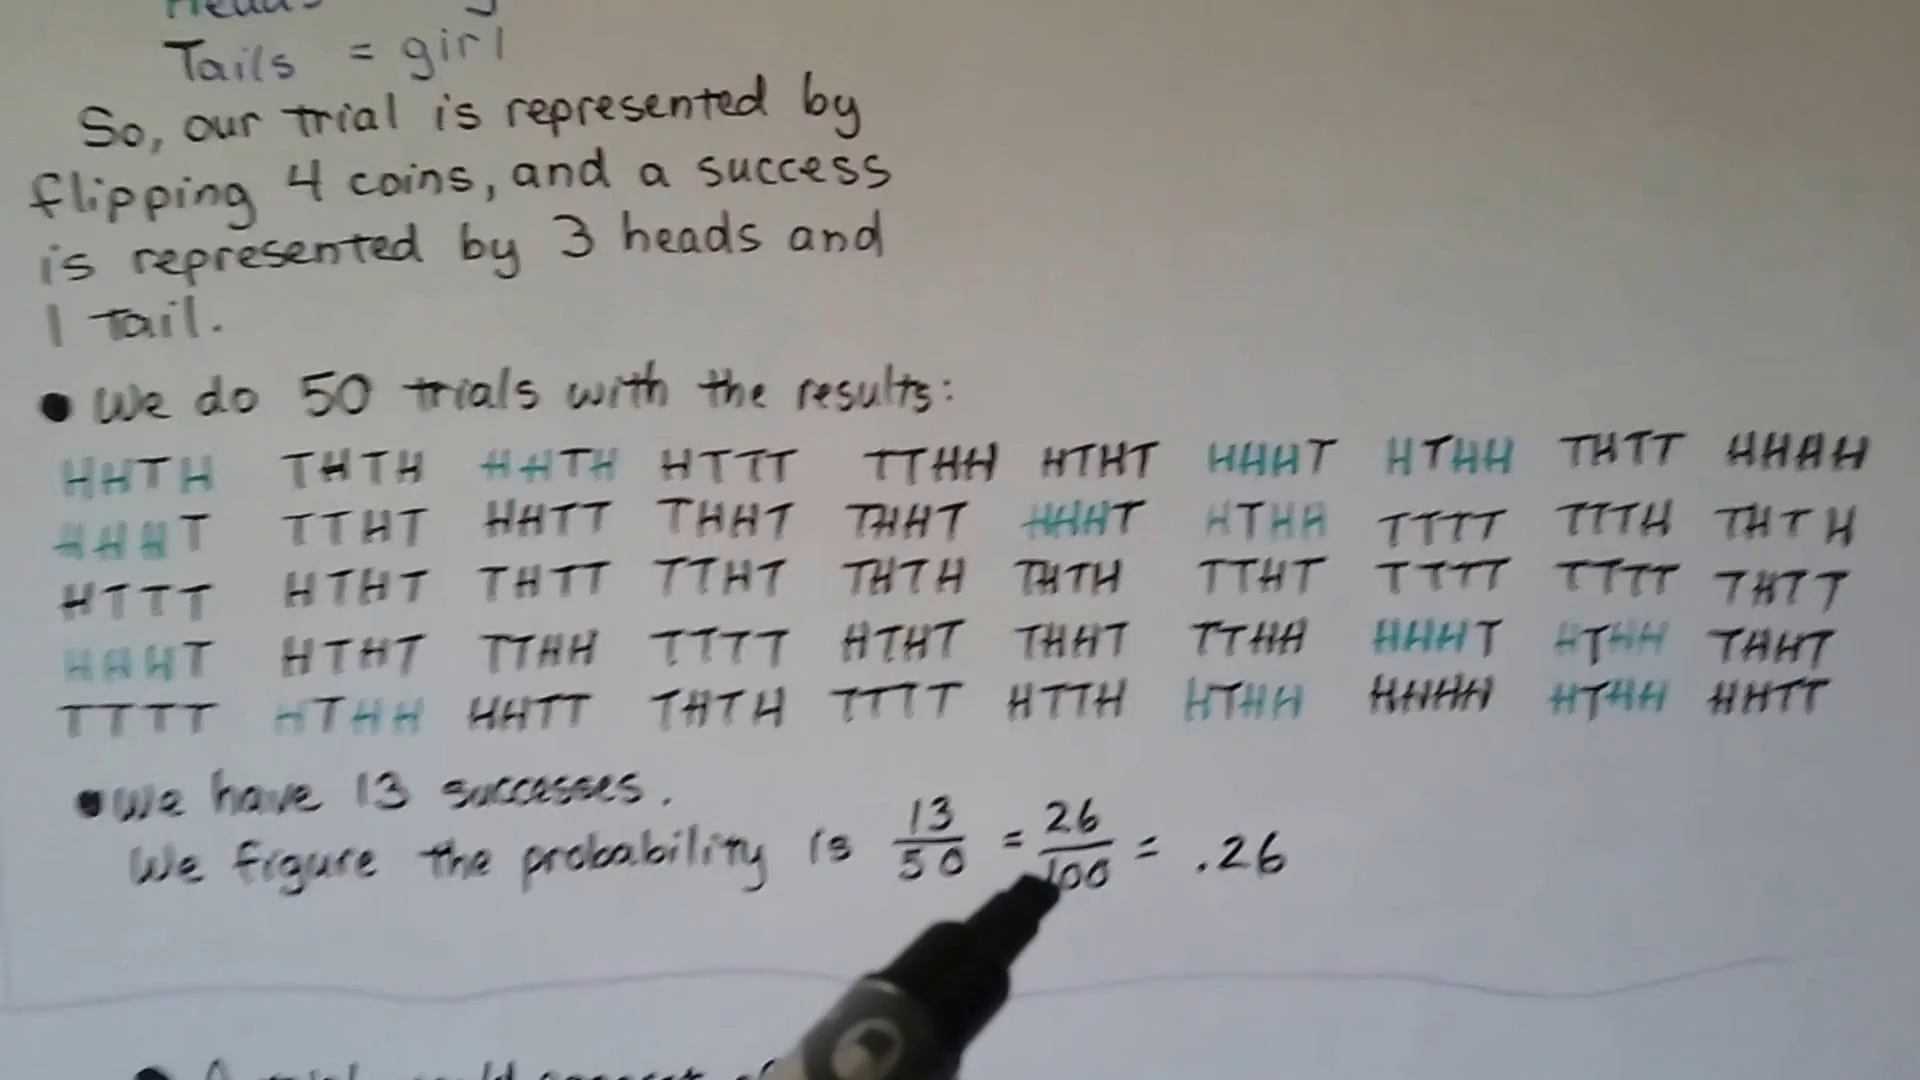 Heads
Tails = girl
So, our trial is represented by
flipping 4 coins, and a success
is represented by 3 heads and
1 tail.
• We do 50 trials with the results:
HHTH THTH HHTH HTTT TTHH HTHT HHHT HTHH THTT HHHH
HHHT TTHT HHTT THHT THHT HHHT HTHH TTTT TTTH THTH
HTTT HTHT THTT TTHT THTH THTH TTHT TTTT TTTT THTT
HHHT HTHT TTHH TTTT HTHT THHT TTHH HHHT HTHH THHT
TTTT HTHH HHTT THTH TTTT HTTH HTHH HHHH HTHH HHTT
• We have 13 successes.
We figure the probability is 13/50 = 26/100 = .26